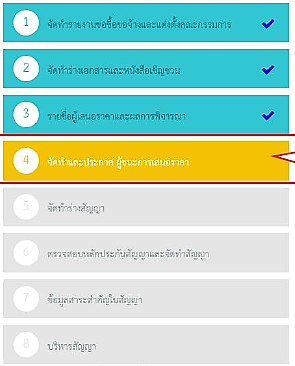 1 จัดทำรายงานขอซื้อขอจ้างและแต่งตั้งคณะกรรมการ
2 จัดทำร่างเอกสารและหนังสือเชิญชวน
3 รายชื่อผู้เสนอราคาและผลการพิจารณา
4 จัดทำและประกาศ ผู้ชนะการเสนอราคา
5 จัดทำร่างสัญญา
6 ตรวจสอบหลักประกันสัญญาและจัดทำสัญญา
7 ข้อมูลสาระสำคัญในสัญญา
8 บริหารสัญญา